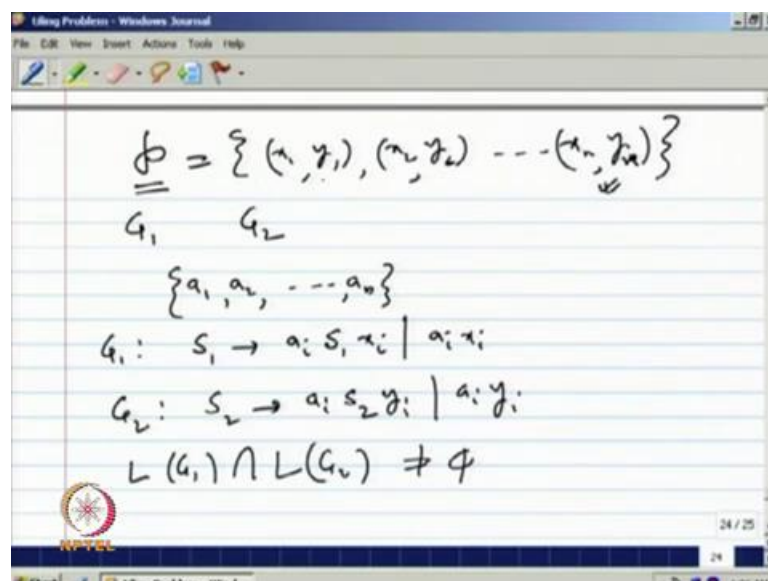 tiling Problem - Windows Journal
File Edit View Insert Actions Tools Help
℘ = { (x₁, y₁), (x₂, y₂) - - - (xₙ, yₙ) }
G₁ G₂
{a₁, a₂, - - -, aₙ}
G₁ : S₁ → aᵢ S₁ xᵢ | aᵢ xᵢ
G₂ : S₂ → aᵢ S₂ yᵢ | aᵢ yᵢ
L (G₁) ∩ L(G₂) ≠ ϕ
NPTEL
24 / 25
24